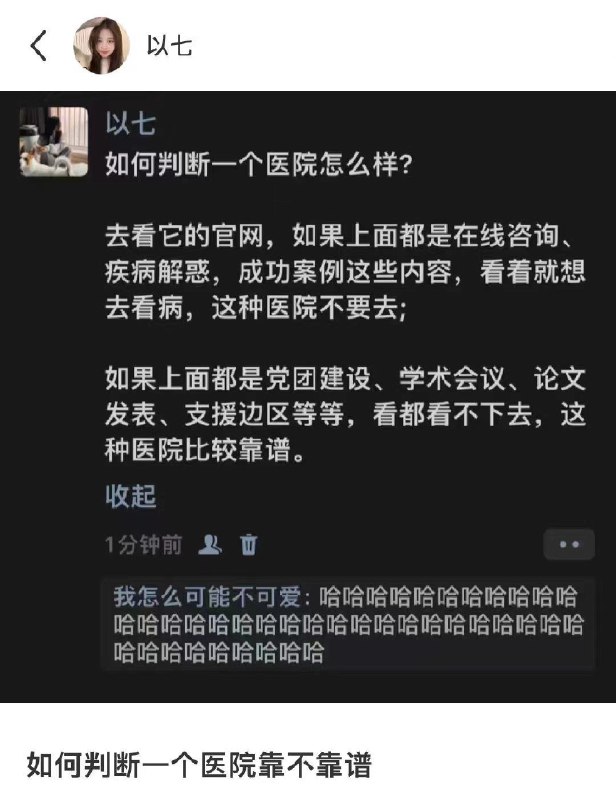 以七
以七
如何判断一个医院怎么样?
去看它的官网，如果上面都是在线咨询、
疾病解惑，成功案例这些内容，看着就想
去看病，这种医院不要去;
如果上面都是党团建设、学术会议、论文
发表、支援边区等等，看都看不下去，这
种医院比较靠谱。
收起
1分钟前
我怎么可能不可爱: 哈哈哈哈哈哈哈哈哈哈哈
哈哈哈哈哈哈哈哈哈哈哈哈哈哈哈哈哈哈哈哈
哈哈哈哈哈哈哈哈哈
如何判断一个医院靠不靠谱